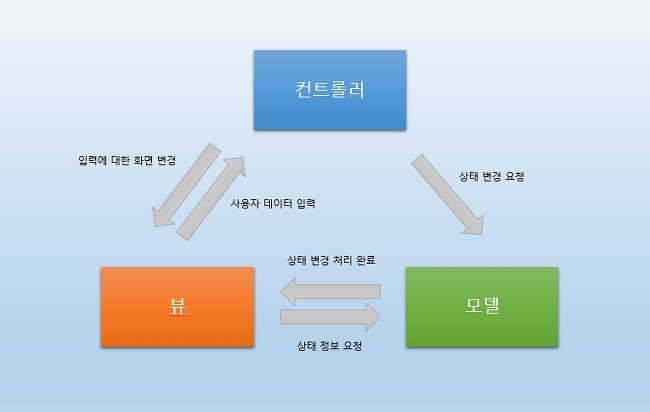 컨트롤러
입력에 대한 화면 변경
상태 변경 요청
사용자 데이터 입력
상태 변경 처리 완료
뷰
모델
상태 정보 요청